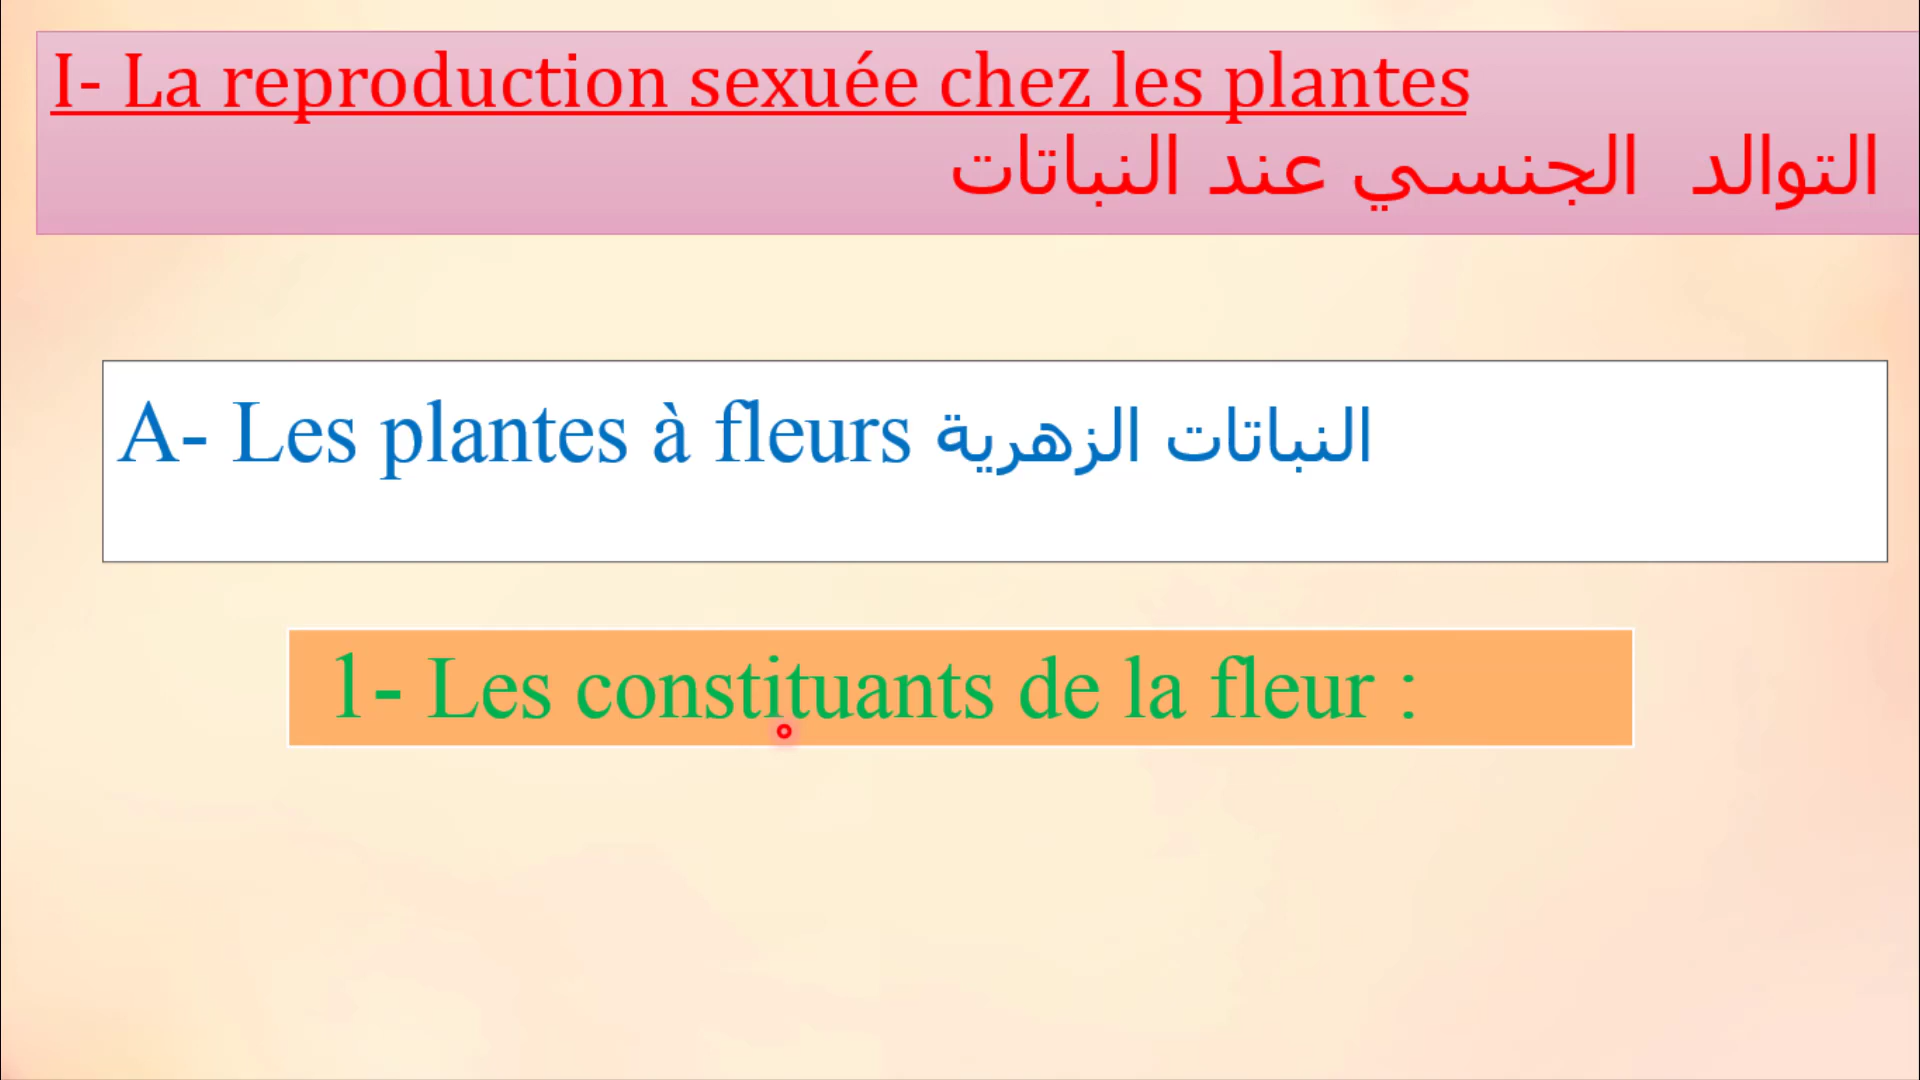 I- La reproduction sexuée chez les plantes
التوالد الجنسي عند النباتات
A- Les plantes à fleurs النباتات الزهرية
1- Les constituants de la fleur :